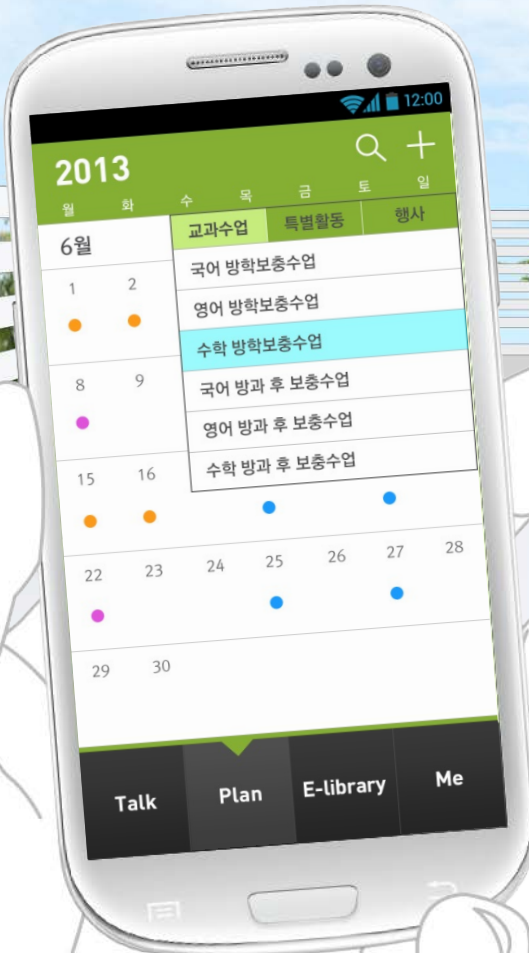 12:00
2013
월 화 수 목 금 토 일
6월
교과수업 특별활동 행사
국어 방학보충수업
영어 방학보충수업
수학 방학보충수업
국어 방과 후 보충수업
영어 방과 후 보충수업
수학 방과 후 보충수업
1 2
8 9
15 16
22 23 24 25 26 27 28
29 30
Talk Plan E-library Me